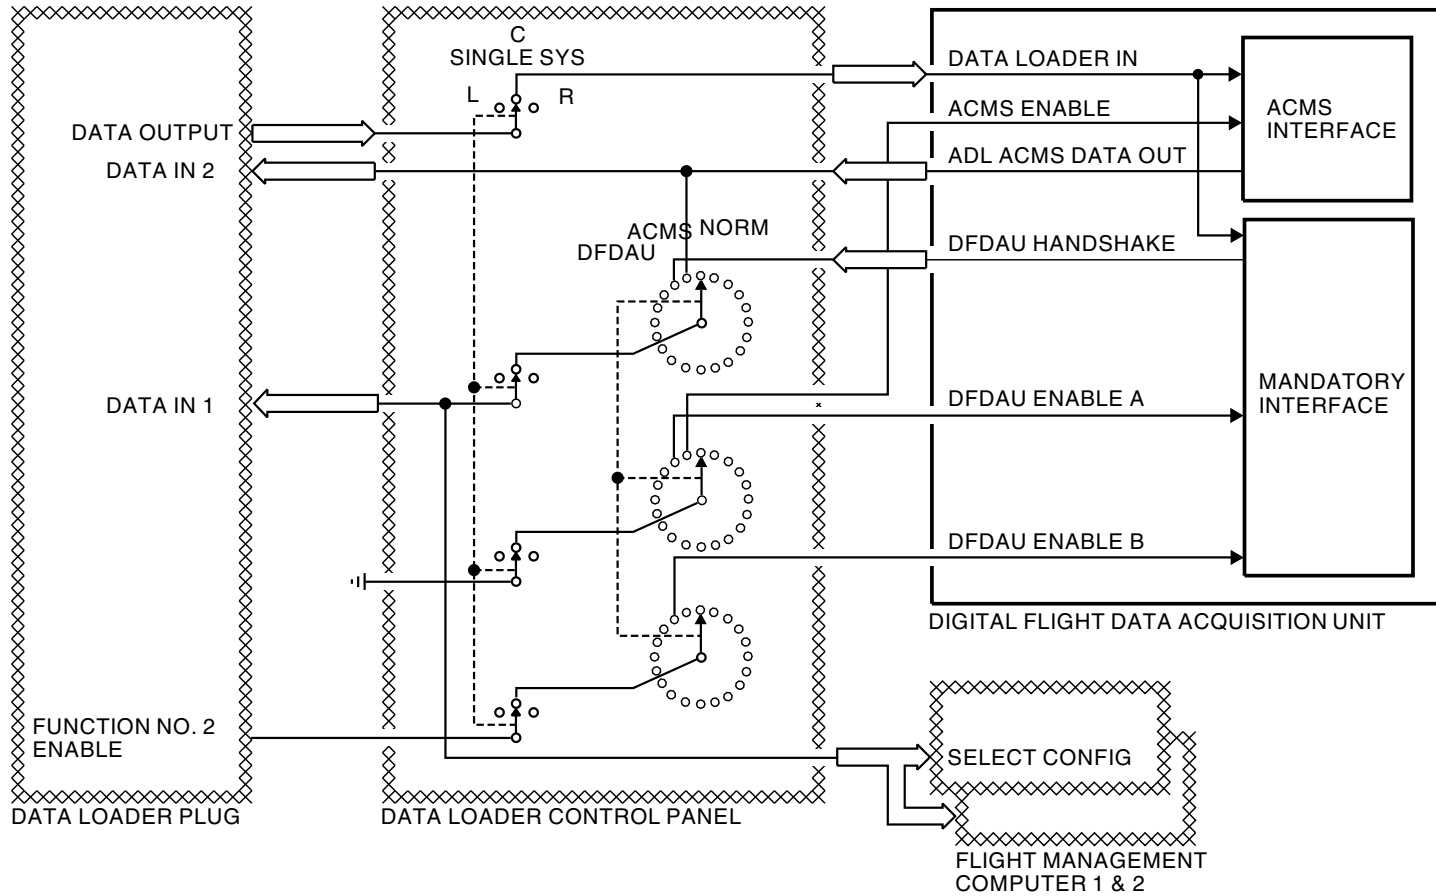 C
SINGLE SYS
L
R
DATA OUTPUT
DATA IN 2
DATA LOADER IN
ACMS ENABLE
ADL ACMS DATA OUT
ACMS
INTERFACE
ACMS
NORM
DFDAU
DFDAU HANDSHAKE
DATA IN 1
DFDAU ENABLE A
MANDATORY
INTERFACE
DFDAU ENABLE B
DIGITAL FLIGHT DATA ACQUISITION UNIT
FUNCTION NO. 2
ENABLE
SELECT CONFIG
DATA LOADER PLUG
DATA LOADER CONTROL PANEL
FLIGHT MANAGEMENT
COMPUTER 1 & 2